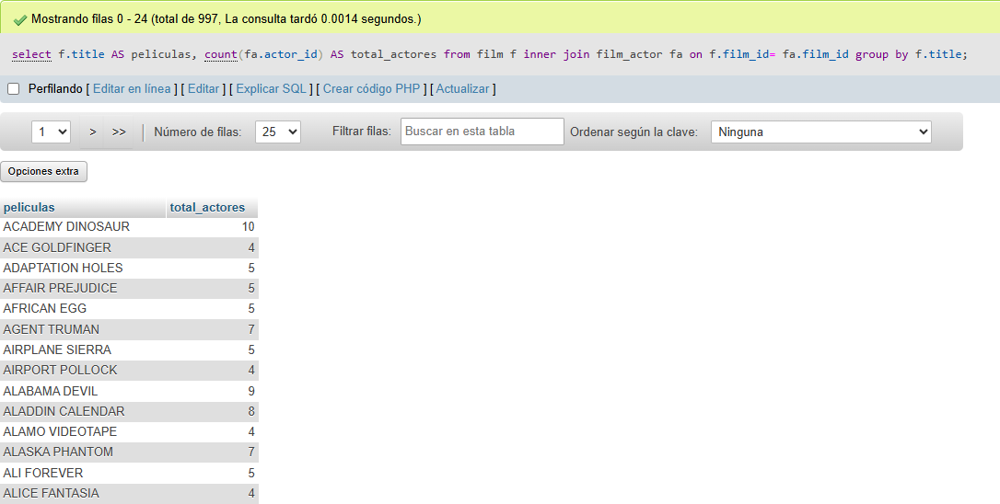 Mostrando filas 0 - 24 (total de 997, La consulta tardó 0.0014 segundos.)
select f.title AS peliculas, count(fa.actor_id) AS total_actores from film f inner join film_actor fa on f.film_id= fa.film_id group by f.title;
Perfilando [ Editar en línea ] [ Editar ] [ Explicar SQL ] [ Crear código PHP ] [ Actualizar ]
1 > >> Número de filas: 25 Filtrar filas: Buscar en esta tabla Ordenar según la clave: Ninguna
Opciones extra
peliculas total_actores
ACADEMY DINOSAUR 10
ACE GOLDFINGER 4
ADAPTATION HOLES 5
AFFAIR PREJUDICE 5
AFRICAN EGG 5
AGENT TRUMAN 7
AIRPLANE SIERRA 5
AIRPORT POLLOCK 4
ALABAMA DEVIL 9
ALADDIN CALENDAR 8
ALAMO VIDEOTAPE 4
ALASKA PHANTOM 7
ALI FOREVER 5
ALICE FANTASIA 4